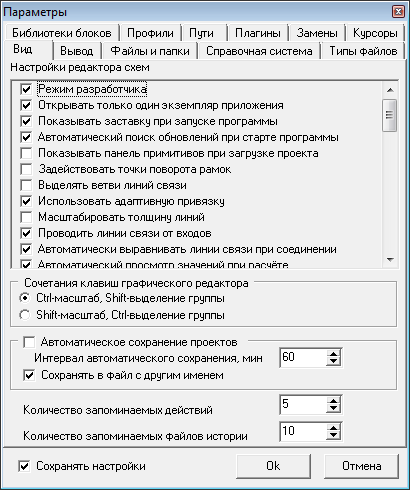 Параметры
Библиотеки блоков Профили Пути Плагины Замены Курсоры
Вид Вывод Файлы и папки Справочная система Типы файлов
Настройки редактора схем
Режим разработчика
Открывать только один экземпляр приложения
Показывать заставку при запуске программы
Автоматический поиск обновлений при старте программы
Показывать панель примитивов при загрузке проекта
Задействовать точки поворота рамок
Выделять ветви линий связи
Использовать адаптивную привязку
Масштабировать толщину линий
Проводить линии связи от входов
Автоматически выравнивать линии связи при соединении
Автоматический просмотр значений при расчёте
Сочетания клавиш графического редактора
Ctrl-масштаб, Shift-выделение группы
Shift-масштаб, Ctrl-выделение группы
Автоматическое сохранение проектов
Интервал автоматического сохранения, мин 60
Сохранять в файл с другим именем
Количество запоминаемых действий 5
Количество запоминаемых файлов истории 10
Сохранять настройки Ok Отмена